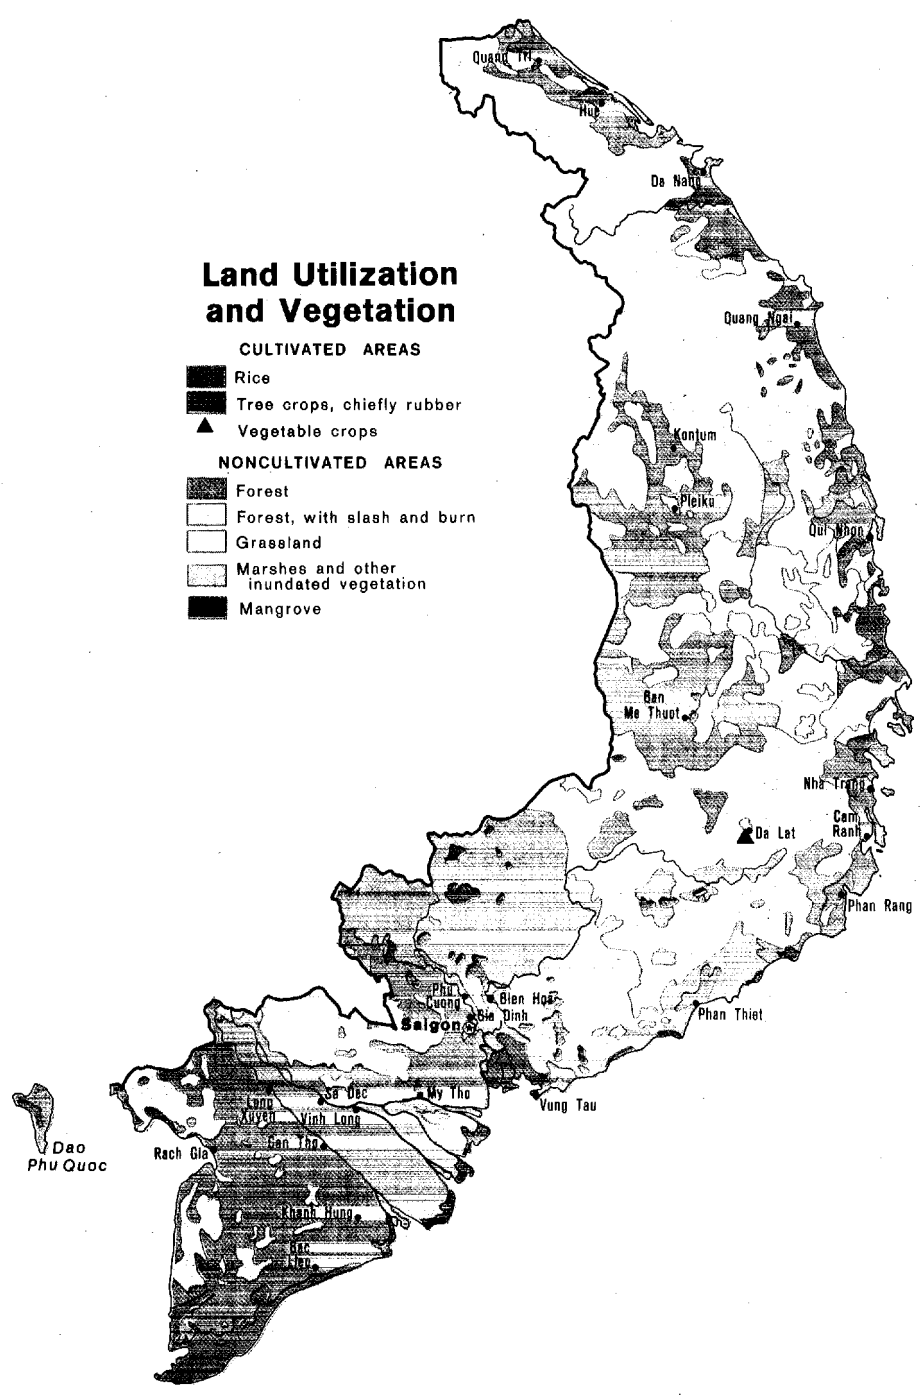 Quang Tri
Hue
Da Nang
Land Utilization
and Vegetation
CULTIVATED AREAS
Rice
Tree crops, chiefly rubber
Vegetable crops
NONCULTIVATED AREAS
Forest
Forest, with slash and burn
Grassland
Marshes and other
inundated vegetation
Mangrove
Quang Ngai
Kontum
Pleiku
Qui Nhon
Ban
Me Thuot
Nha Trang
Cam
Ranh
Da Lat
Phan Rang
Phu
Cuong
Bien Hoa
Gia Dinh
Saigon
Phan Thiet
Vung Tau
Long
Xuyen
Sa Dec
My Tho
Vinh Long
Can Tho
Rach Gia
Dao
Phu Quoc
Khanh Hung
Bac
Lieu